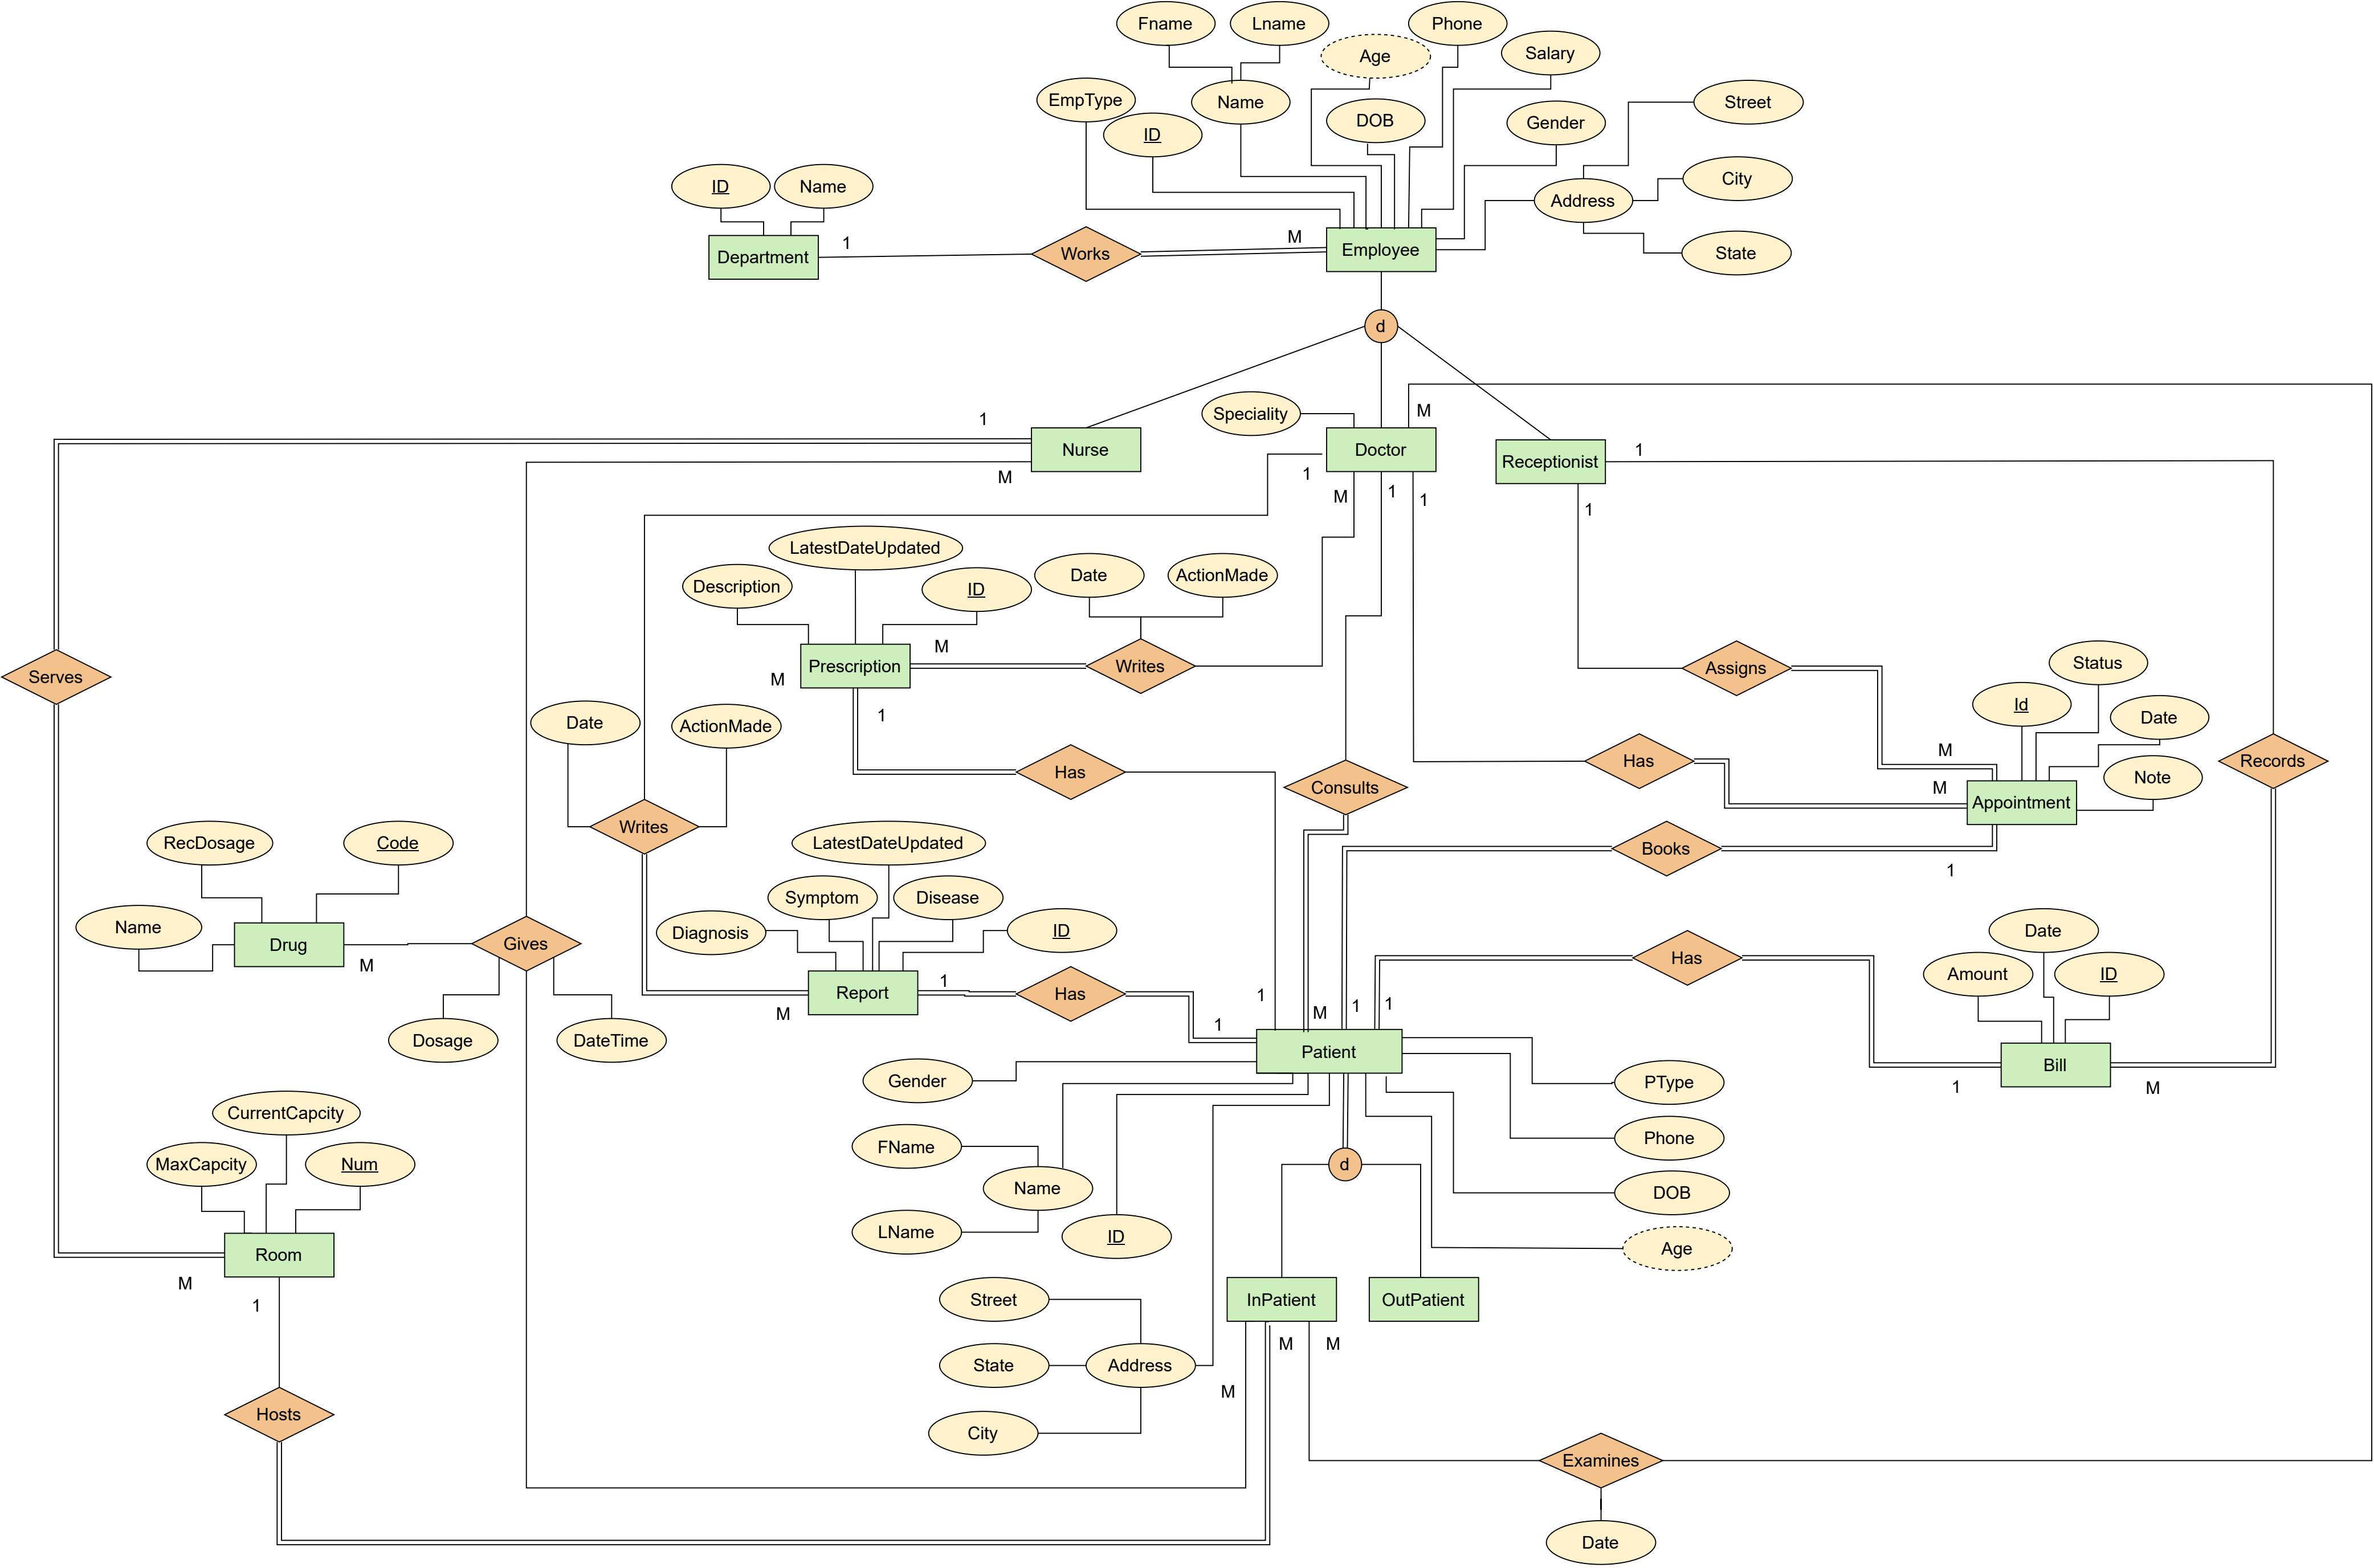 Fname
Lname
Phone
Age
Salary
EmpType
Name
Street
ID
DOB
Gender
ID
Name
City
Address
1
M
Department
Works
Employee
State
d
1
Speciality
M
Nurse
Doctor
Receptionist
1
M
1
M
1
1
1
LatestDateUpdated
Description
ID
Date
ActionMade
M
Prescription
Writes
M
Serves
Assigns
Status
Id
Date
1
Date
ActionMade
M
Has
Consults
Has
Records
Note
M
Appointment
Writes
RecDosage
Code
LatestDateUpdated
Books
1
Symptom
Disease
Name
Diagnosis
ID
Drug
Gives
M
Date
Has
Amount
ID
1
Report
Has
1
M
1
M
1
1
Dosage
DateTime
Patient
Bill
1
M
Gender
PType
CurrentCapcity
FName
Phone
MaxCapcity
Num
d
Name
DOB
LName
ID
Age
Room
M
1
Street
InPatient
OutPatient
M
M
State
Address
M
Hosts
City
Examines
Date